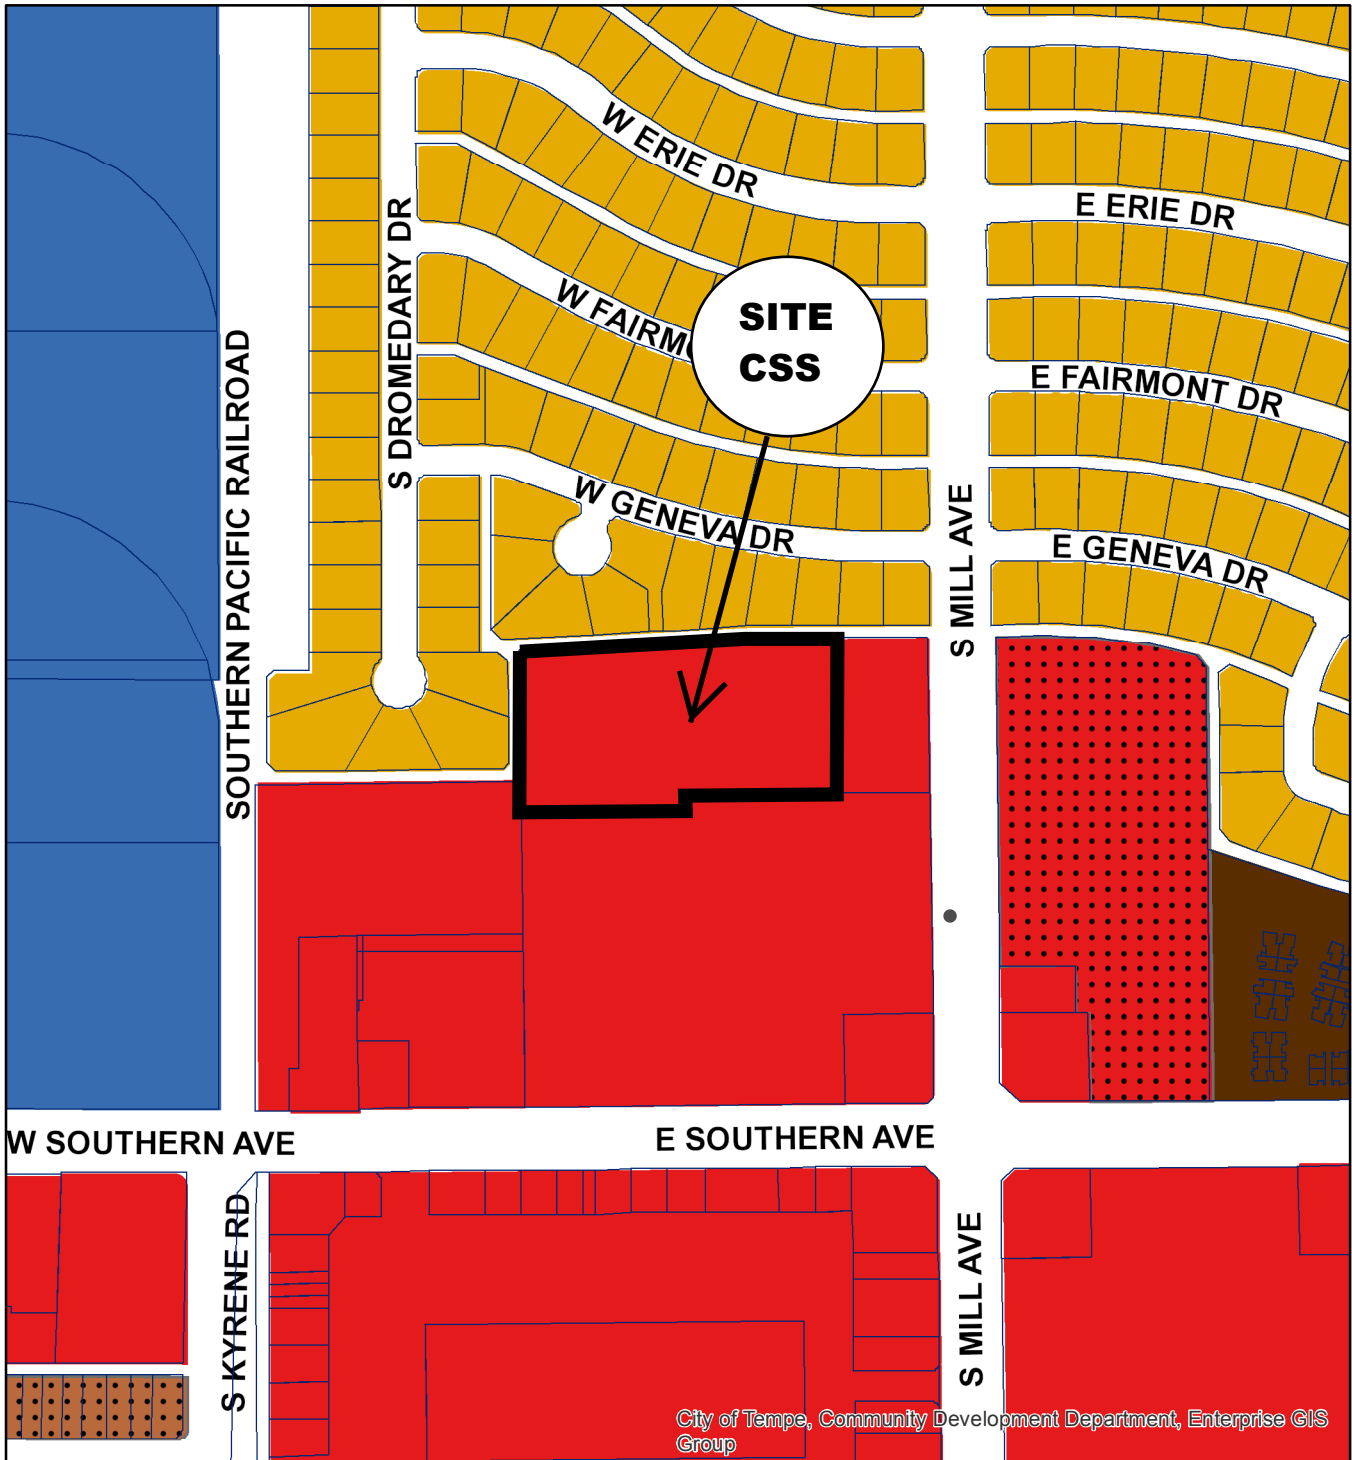 W ERIE DR
E ERIE DR
S DROMEDARY DR
W FAIRMO
SITE
CSS
E FAIRMONT DR
SOUTHERN PACIFIC RAILROAD
W GENEVA DR
S MILL AVE
E GENEVA DR
W SOUTHERN AVE
E SOUTHERN AVE
S KYRENE RD
S MILL AVE
City of Tempe, Community Development Department, Enterprise GIS
Group